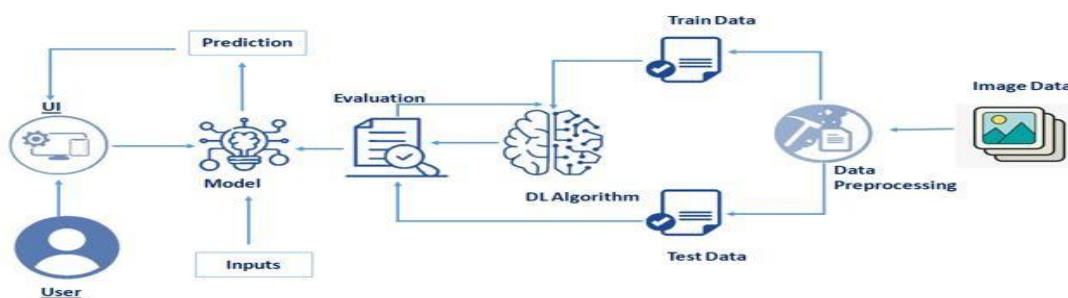 Train Data
Prediction
Image Data
Evaluation
UI
Model
DL Algorithm
Data
Preprocessing
Inputs
Test Data
User